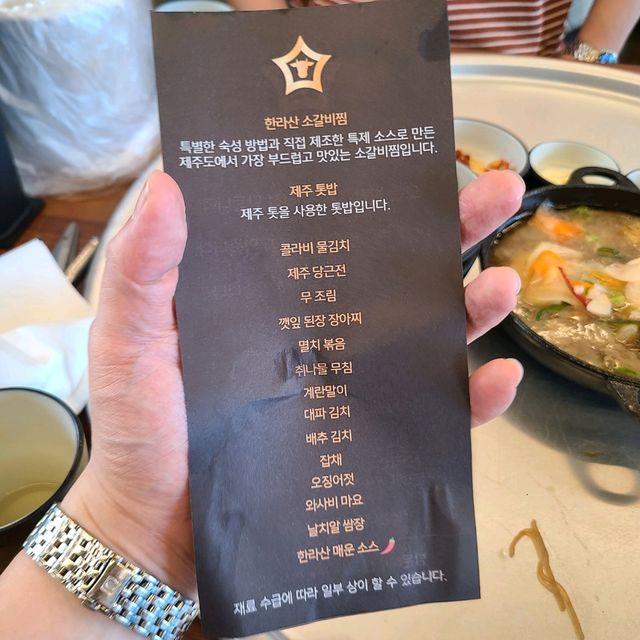 한라산 소갈비찜
특별한 숙성 방법과 직접 제조한 특제 소스로 만든
제주도에서 가장 부드럽고 맛있는 소갈비찜입니다.
제주 톳밥
제주 톳을 사용한 톳밥입니다.
콜라비 물김치
제주 당근전
무 조림
깻잎 된장 장아찌
멸치 볶음
취나물 무침
계란말이
대파 김치
배추 김치
잡채
오징어젓
와사비 마요
날치알 쌈장
한라산 매운 소스🌶️
재료 수급에 따라 일부 상이 할 수 있습니다.